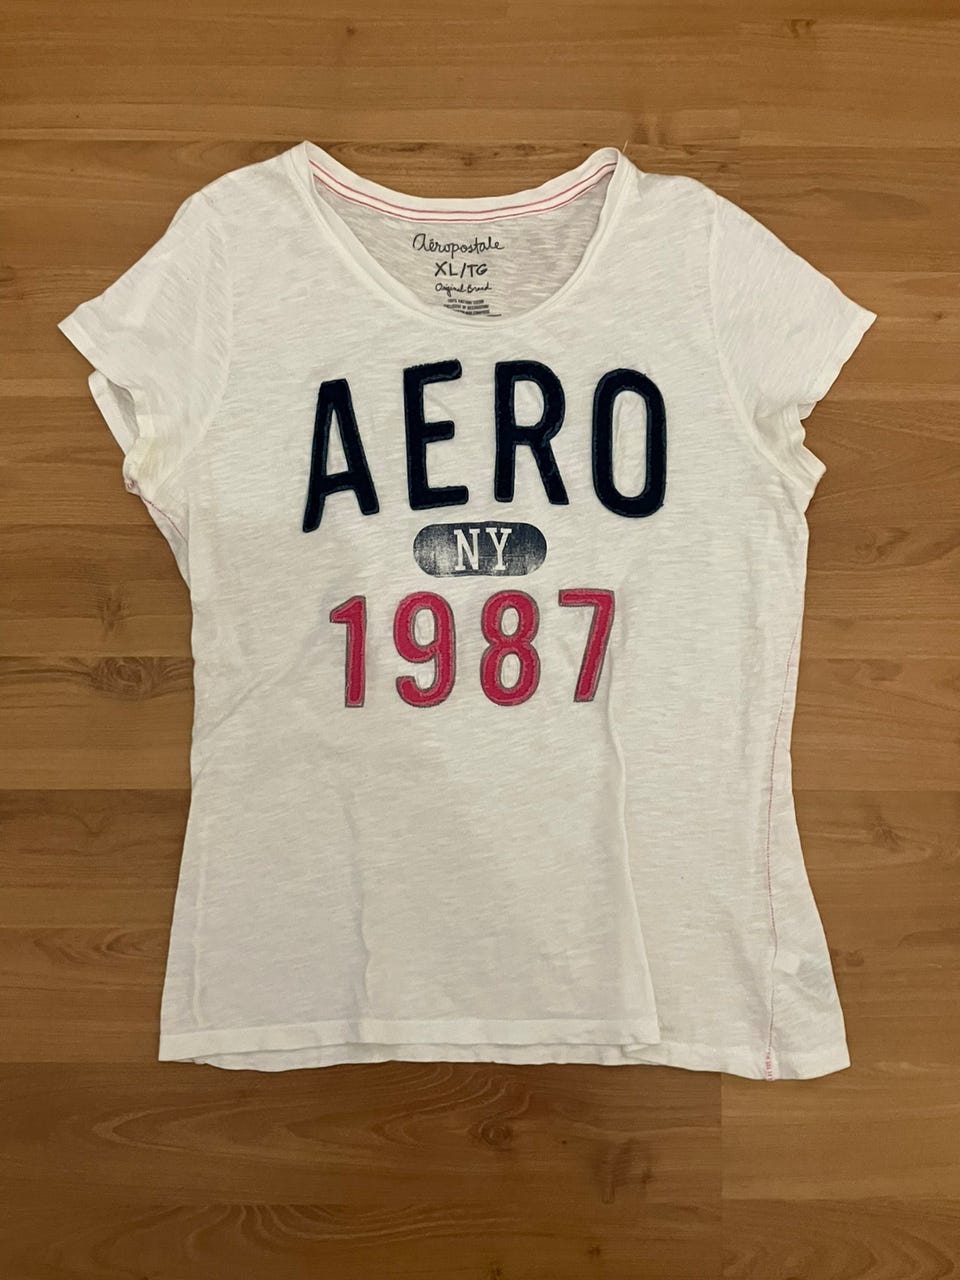 Aéropostale
XL/TG
Original Brand
AERO
NY
1987